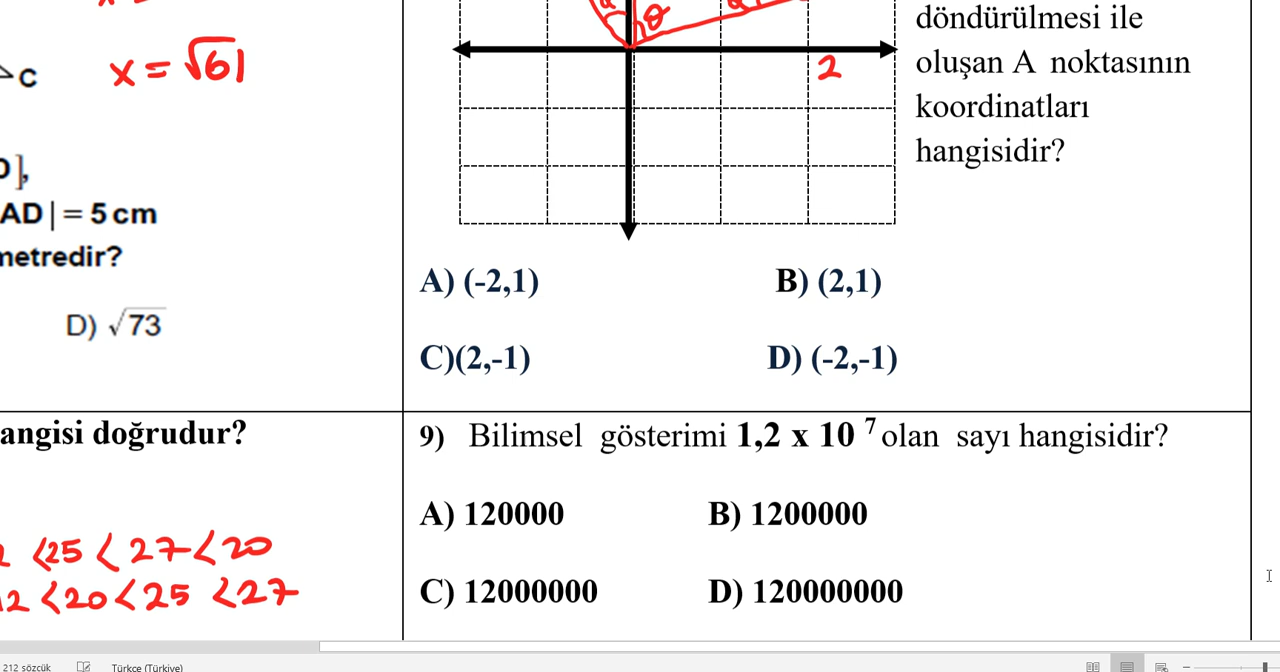 x = √61
C
D],
AD | = 5 cm
metredir?
D) √73
θ
2
döndürülmesi ile
oluşan A noktasının
koordinatları
hangisidir?
A) (-2,1) B) (2,1)
C)(2,-1) D) (-2,-1)
angisi doğrudur?
<25 < 27 < 20
12 <20 < 25 <27
9) Bilimsel gösterimi 1,2 x 10 ⁷ olan sayı hangisidir?
A) 120000 B) 1200000
C) 12000000 D) 120000000
212 sözcük Türkçe (Türkiye)